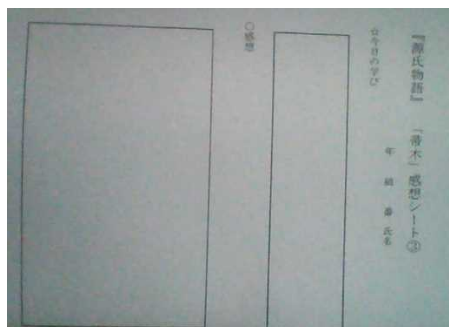 『源氏物語』 「帚木」感想シート③
年 組 番 氏名
☆今日の学び
○感想